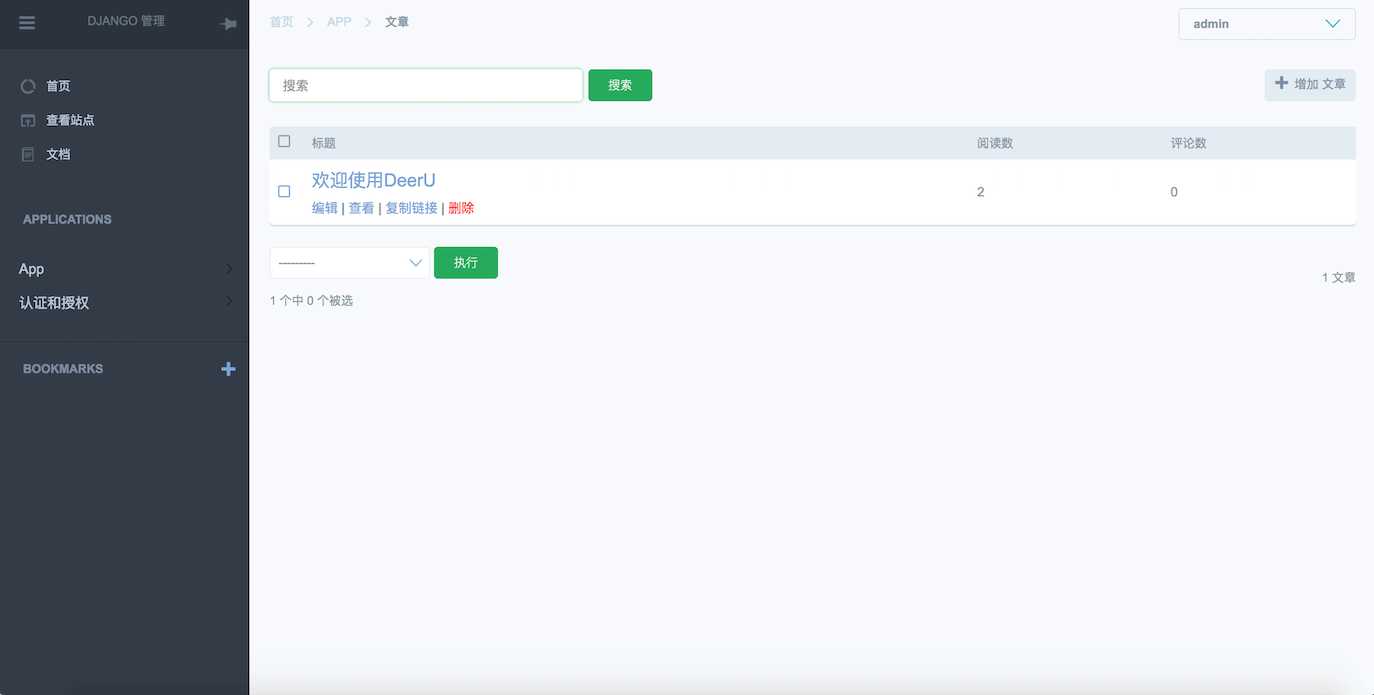 DJANGO 管理
首页
查看站点
文档
APPLICATIONS
App
认证和授权
BOOKMARKS
首页 APP 文章
admin
搜索 搜索
增加 文章
标题 阅读数 评论数
欢迎使用DeerU 2 0
编辑 | 查看 | 复制链接 | 删除
--------- 执行
1 个中 0 个被选
1 文章